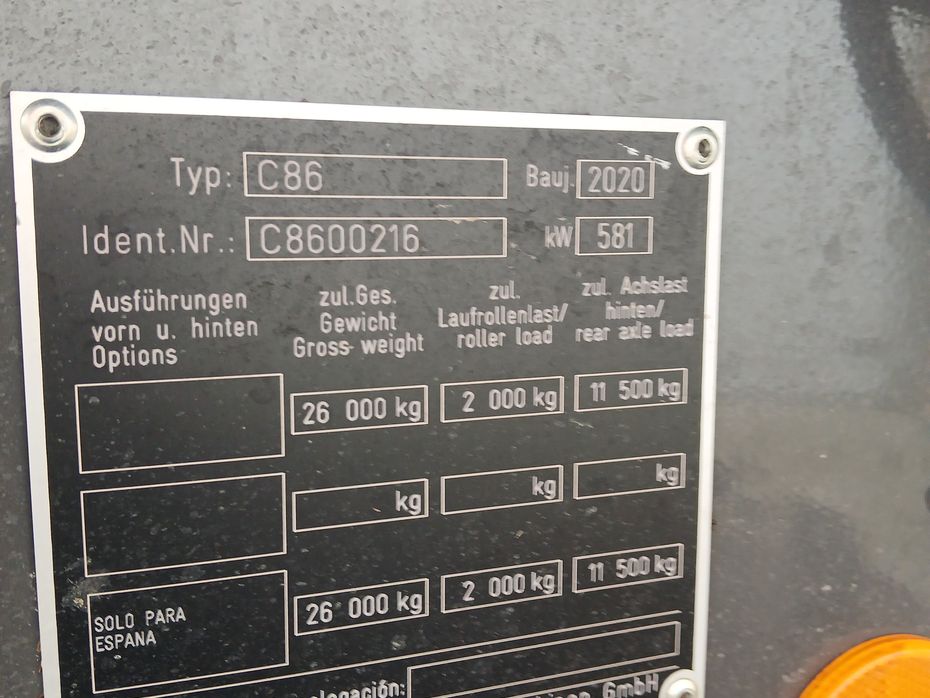 Typ: C86 Bauj. 2020
Ident.Nr.: C8600216 kW 581
Ausführungen
vorn u. hinten
Options
zul.Ges.
Gewicht
Gross-weight
zul.
Laufrollenlast/
roller load
zul. Achslast
hinten/
rear axle load
26 000 kg 2 000 kg 11 500 kg
kg kg kg
SOLO PARA
ESPANA
26 000 kg 2 000 kg 11 500 kg
GmbH